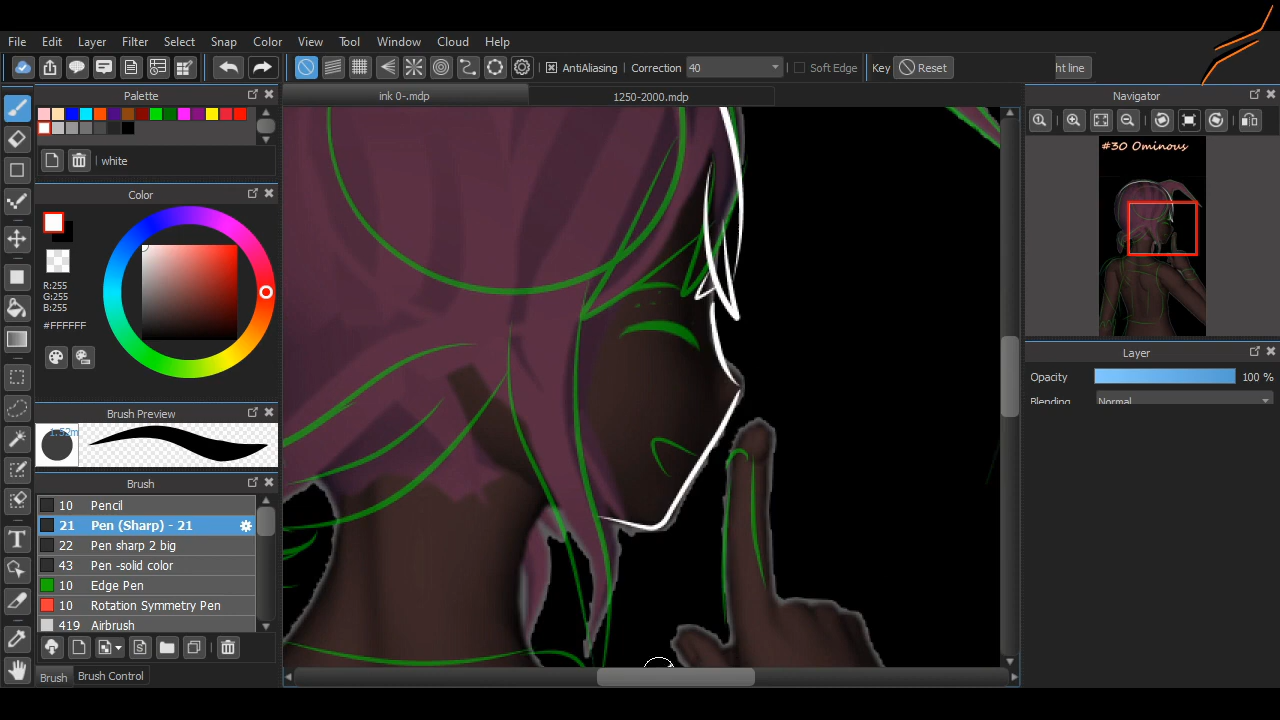 File Edit Layer Filter Select Snap Color View Tool Window Cloud Help
AntiAliasing Correction 40 Soft Edge Key Reset ht line
Palette
ink 0-.mdp 1250-2000.mdp
Navigator
white
#30 Ominous
Color
R:255
G:255
B:255
#FFFFFF
Layer
Opacity 100 %
Blending Normal
Brush Preview
1.52m
Brush
10 Pencil
21 Pen (Sharp) - 21
22 Pen sharp 2 big
43 Pen -solid color
10 Edge Pen
10 Rotation Symmetry Pen
419 Airbrush
Brush Brush Control